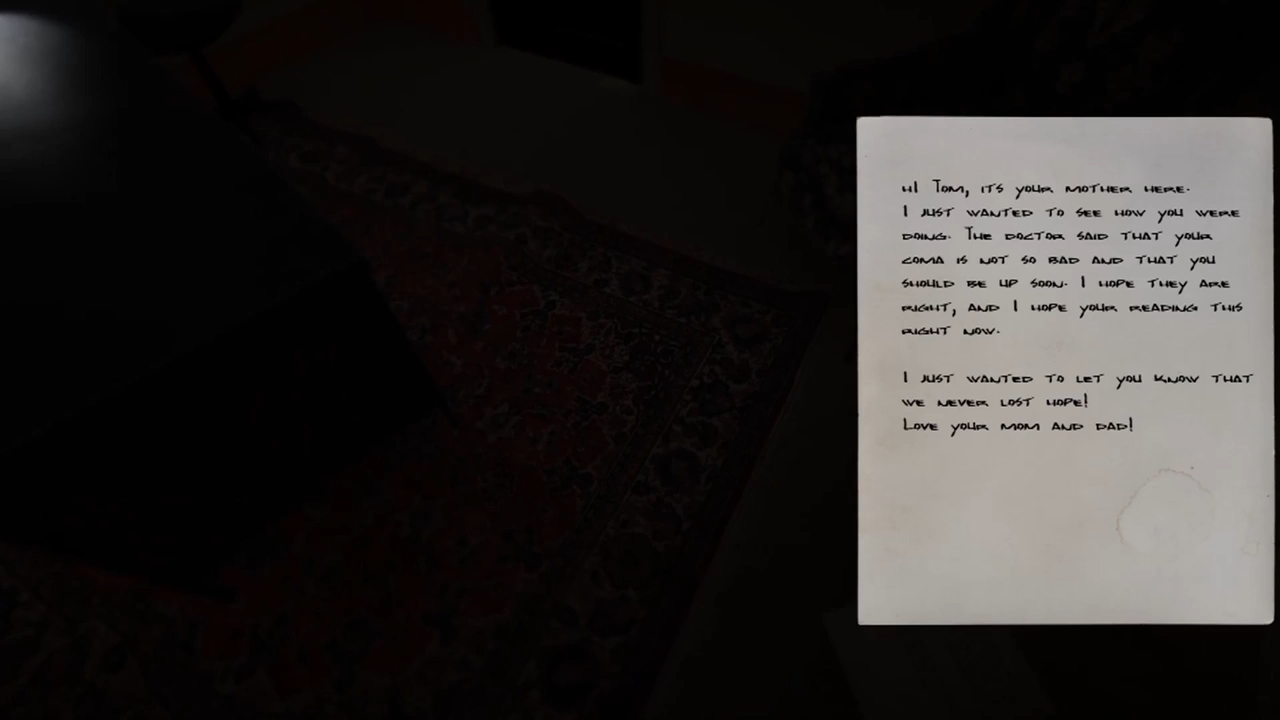 HI TOM, ITS YOUR MOTHER HERE.
I JUST WANTED TO SEE HOW YOU WERE
DOING. THE DOCTOR SAID THAT YOUR
COMA IS NOT SO BAD AND THAT YOU
SHOULD BE UP SOON. I HOPE THEY ARE
RIGHT, AND I HOPE YOUR READING THIS
RIGHT NOW.
I JUST WANTED TO LET YOU KNOW THAT
WE NEVER LOST HOPE!
LOVE YOUR MOM AND DAD!